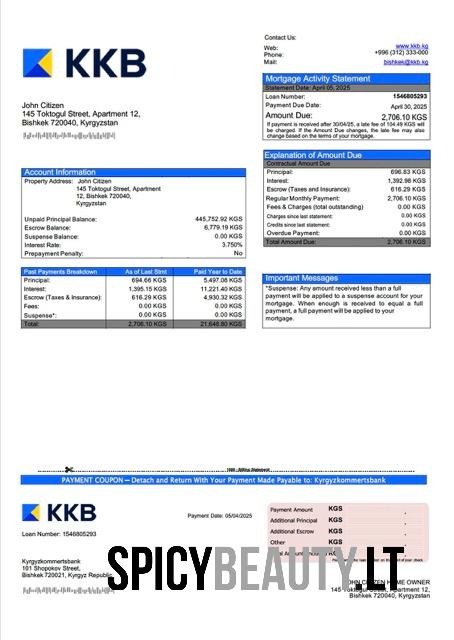 KKB
Contact Us:
Web: www.kkb.kg
Phone: +996 (312) 333-000
Mail: bishkek@kkb.kg
Mortgage Activity Statement
Statement Date: April 05, 2025
Loan Number: 1546805293
Payment Due Date: April 30, 2025
Amount Due: 2,706.10 KGS
If payment is received after 30/04/25, a late fee of 104.49 KGS will
be charged. If the Amount Due changes, the late fee may also
change based on the terms of your mortgage.
John Citizen
145 Toktogul Street, Apartment 12,
Bishkek 720040, Kyrgyzstan
Explanation of Amount Due
Contractual Amount Due
Principal: 696.83 KGS
Interest: 1,392.98 KGS
Escrow (Taxes and Insurance): 616.29 KGS
Regular Monthly Payment: 2,706.10 KGS
Fees & Charges (total outstanding) 0.00 KGS
Charges since last statement: 0.00 KGS
Credits since last statement: 0.00 KGS
Overdue Payment: 0.00 KGS
Total Amount Due: 2,706.10 KGS
Account Information
Property Address: John Citizen
145 Toktogul Street, Apartment
12, Bishkek 720040,
Kyrgyzstan
Unpaid Principal Balance: 445,752.92 KGS
Escrow Balance: 6,779.19 KGS
Suspense Balance: 0.00 KGS
Interest Rate: 3.750%
Prepayment Penalty: No
Past Payments Breakdown As of Last Stmt Paid Year to Date
Principal: 694.66 KGS 5,497.08 KGS
Interest: 1,395.15 KGS 11,221.40 KGS
Escrow (Taxes & Insurance): 616.29 KGS 4,930.32 KGS
Fees: 0.00 KGS 0.00 KGS
Suspense*: 0.00 KGS 0.00 KGS
Total: 2,706.10 KGS 21,648.80 KGS
Important Messages
*Suspense: Any amount received less than a full
payment will be applied to a suspense account for your
mortgage. When enough is received to equal a full
payment, a full payment will be applied to your
mortgage.
PAYMENT COUPON – Detach and Return With Your Payment Made Payable to: Kyrgyzkommertsbank
KKB
Loan Number: 1546805293
Payment Date: 05/04/2025
Payment Amount KGS .
Additional Principal KGS .
Additional Escrow KGS .
Other KGS .
Kyrgyzkommertsbank
101 Shopokov Street,
Bishkek 720021, Kyrgyz Republic
SPICYBEAUTY.LT
JOHN CITIZEN HOME OWNER
145 Toktogul Street, Apartment 12,
Bishkek 720040, Kyrgyzstan